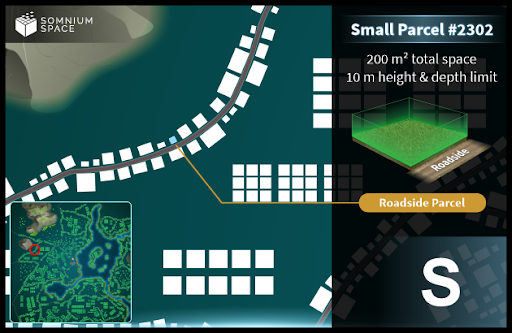 SOMNIUM
SPACE
Small Parcel #2302
200 m² total space
10 m height & depth limit
Roadside
Roadside Parcel
S